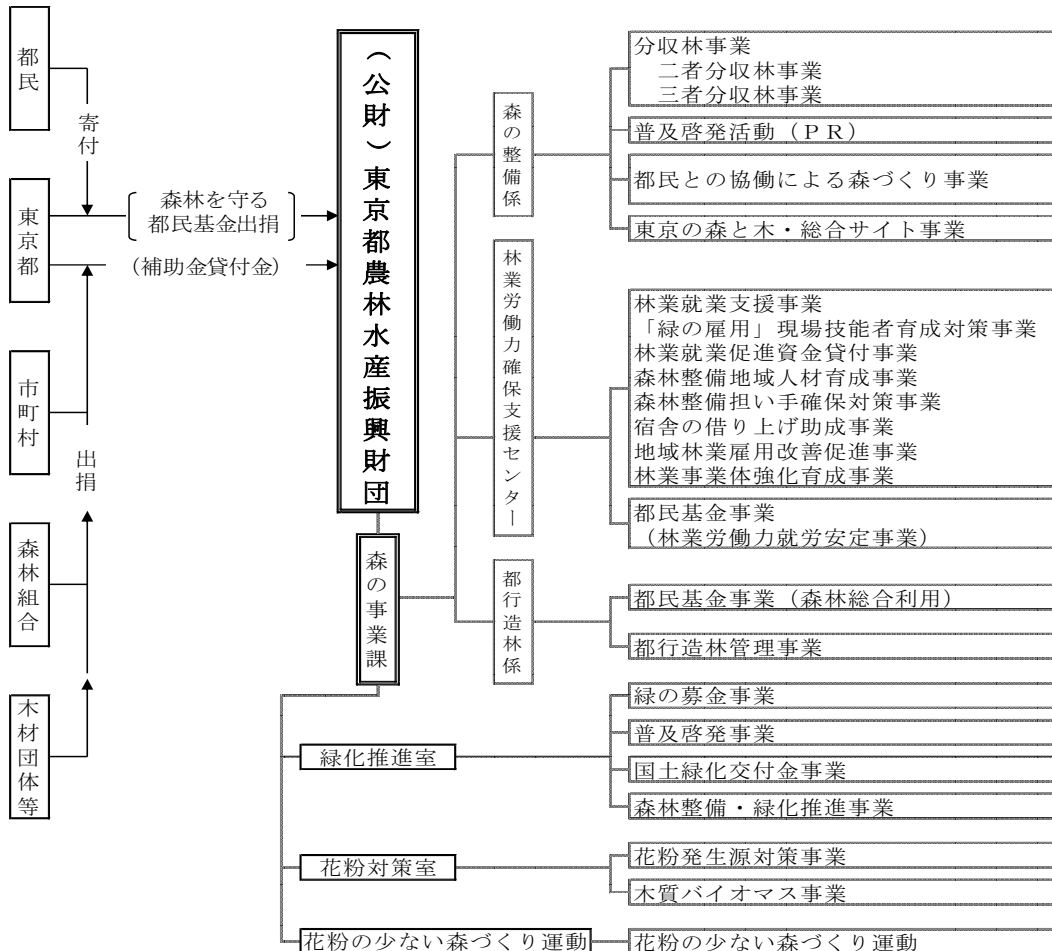 都民
寄付
東京都
市町村
出捐
森林組合
木材団体等
森林を守る
都民基金出捐
（補助金貸付金）
（公財）東京都農林水産振興財団
森の事業課
森の整備係
分収林事業
二者分収林事業
三者分収林事業
普及啓発活動（ＰＲ）
都民との協働による森づくり事業
東京の森と木・総合サイト事業
林業労働力確保支援センター
林業就業支援事業
「緑の雇用」現場技能者育成対策事業
林業就業促進資金貸付事業
森林整備地域人材育成事業
森林整備担い手確保対策事業
宿舎の借り上げ助成事業
地域林業雇用改善促進事業
林業事業体強化育成事業
都民基金事業
（林業労働力就労安定事業）
都行造林係
都民基金事業（森林総合利用）
都行造林管理事業
緑化推進室
緑の募金事業
普及啓発事業
国土緑化交付金事業
森林整備・緑化推進事業
花粉対策室
花粉発生源対策事業
木質バイオマス事業
花粉の少ない森づくり運動
花粉の少ない森づくり運動